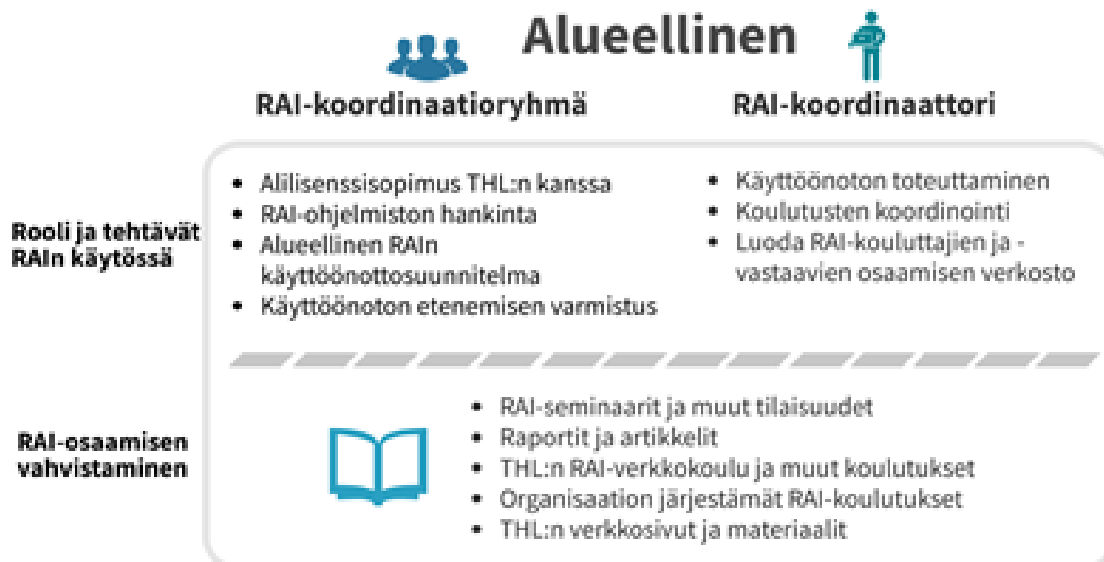 Alueellinen
RAI-koordinaatioryhmä
RAI-koordinaattori
Rooli ja tehtävät
RAIn käytössä
• Alilisenssisopimus THL:n kanssa
• RAI-ohjelmiston hankinta
• Alueellinen RAIn
käyttöönottosuunnitelma
• Käyttöönoton etenemisen varmistus
• Käyttöönoton toteuttaminen
• Koulutusten koordinointi
• Luoda RAI-kouluttajien ja -
vastaavien osaamisen verkosto
RAI-osaamisen
vahvistaminen
• RAI-seminaarit ja muut tilaisuudet
• Raportit ja artikkelit
• THL:n RAI-verkkokoulu ja muut koulutukset
• Organisaation järjestämät RAI-koulutukset
• THL:n verkkosivut ja materiaalit